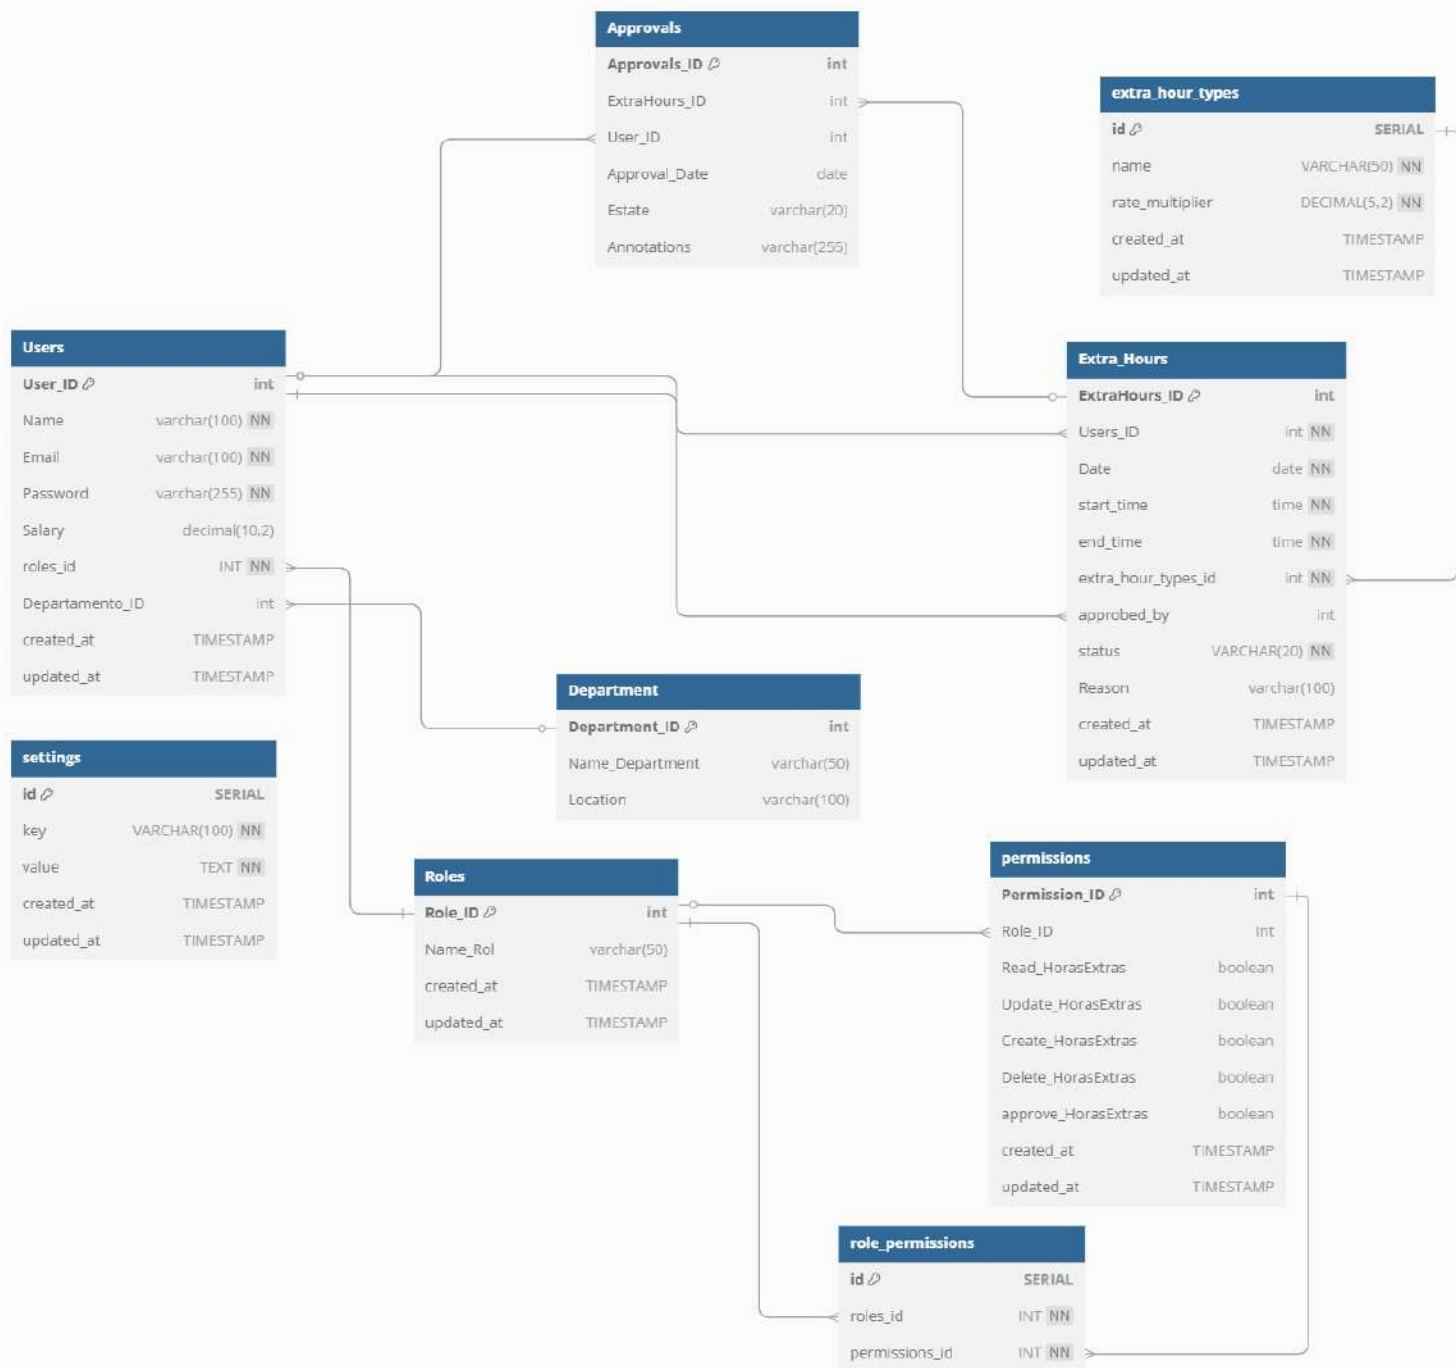 Approvals
Approvals_ID int
ExtraHours_ID int
User_ID int
Approval_Date date
Estate varchar(20)
Annotations varchar(255)
extra_hour_types
id SERIAL
name VARCHAR(50) NN
rate_multiplier DECIMAL(5,2) NN
created_at TIMESTAMP
updated_at TIMESTAMP
Users
User_ID int
Name varchar(100) NN
Email varchar(100) NN
Password varchar(255) NN
Salary decimal(10,2)
roles_id INT NN
Departamento_ID int
created_at TIMESTAMP
updated_at TIMESTAMP
Extra_Hours
ExtraHours_ID int
Users_ID int NN
Date date NN
start_time time NN
end_time time NN
extra_hour_types_id int NN
approbed_by int
status VARCHAR(20) NN
Reason varchar(100)
created_at TIMESTAMP
updated_at TIMESTAMP
Department
Department_ID int
Name_Department varchar(50)
Location varchar(100)
settings
id SERIAL
key VARCHAR(100) NN
value TEXT NN
created_at TIMESTAMP
updated_at TIMESTAMP
Roles
Role_ID int
Name_Rol varchar(50)
created_at TIMESTAMP
updated_at TIMESTAMP
permissions
Permission_ID int
Role_ID int
Read_HorasExtras boolean
Update_HorasExtras boolean
Create_HorasExtras boolean
Delete_HorasExtras boolean
approve_HorasExtras boolean
created_at TIMESTAMP
updated_at TIMESTAMP
role_permissions
id SERIAL
roles_id INT NN
permissions_id INT NN